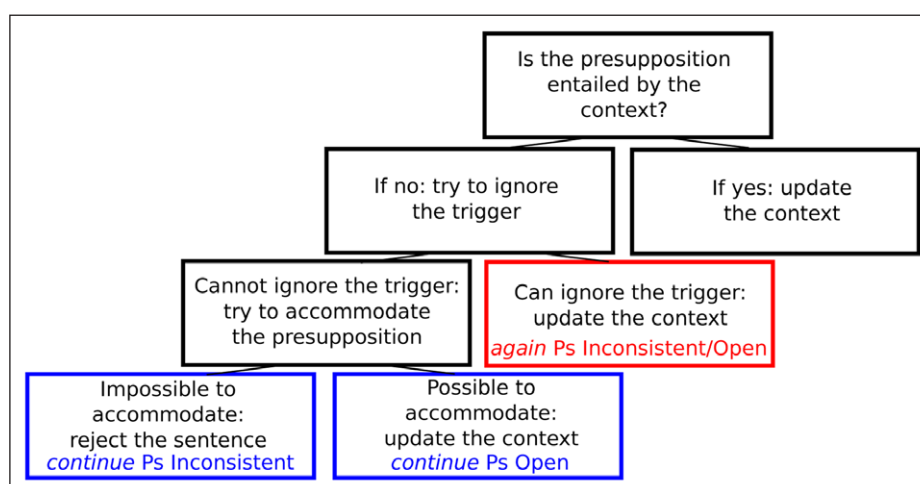 Is the presupposition
entailed by the
context?
If no: try to ignore
the trigger
If yes: update
the context
Cannot ignore the trigger:
try to accommodate
the presupposition
Can ignore the trigger:
update the context
again Ps Inconsistent/Open
Impossible to
accommodate:
reject the sentence
continue Ps Inconsistent
Possible to
accommodate:
update the context
continue Ps Open